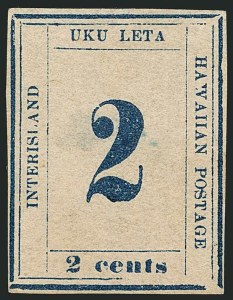 UKU LETA
INTERISLAND
HAWAIIAN POSTAGE
2
2 cents